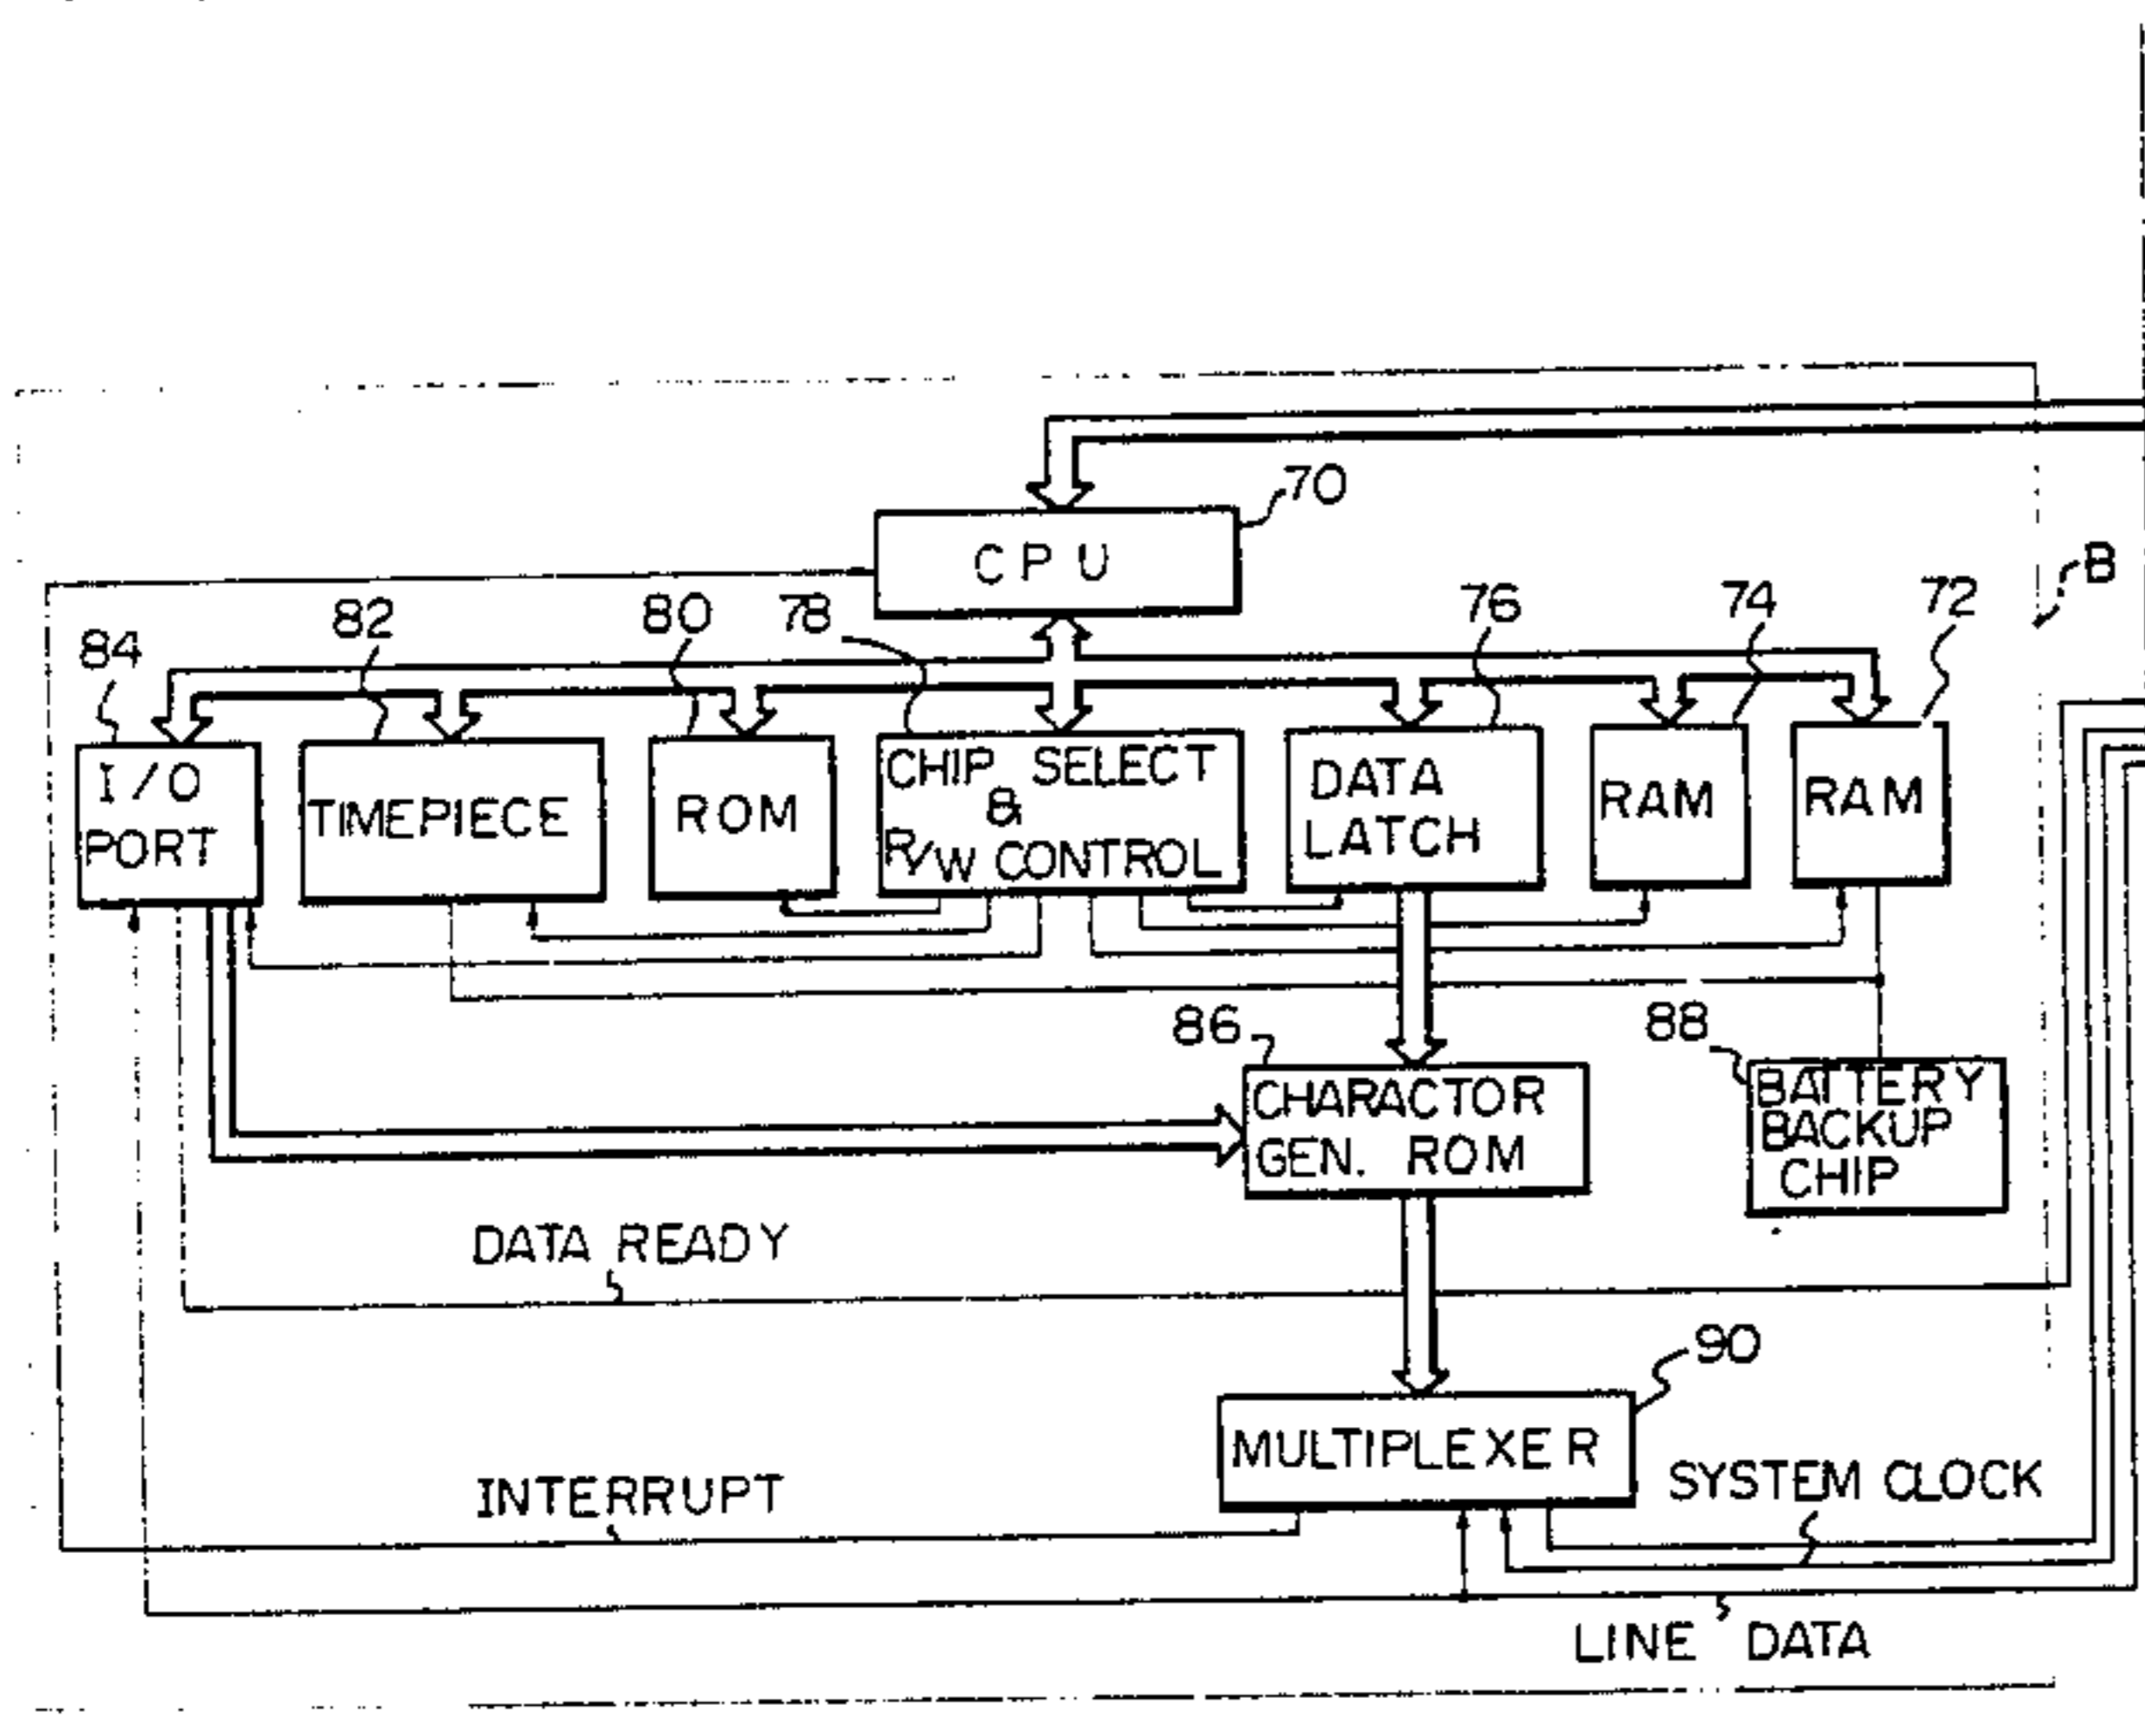 70
CPU
B
84
82
80
78
76
74
72
I/O
PORT
TIMEPIECE
ROM
CHIP SELECT
&
R/W CONTROL
DATA
LATCH
RAM
RAM
86
88
CHARACTOR
GEN. ROM
BATTERY
BACKUP
CHIP
DATA READY
90
MULTIPLEXER
INTERRUPT
SYSTEM CLOCK
LINE DATA